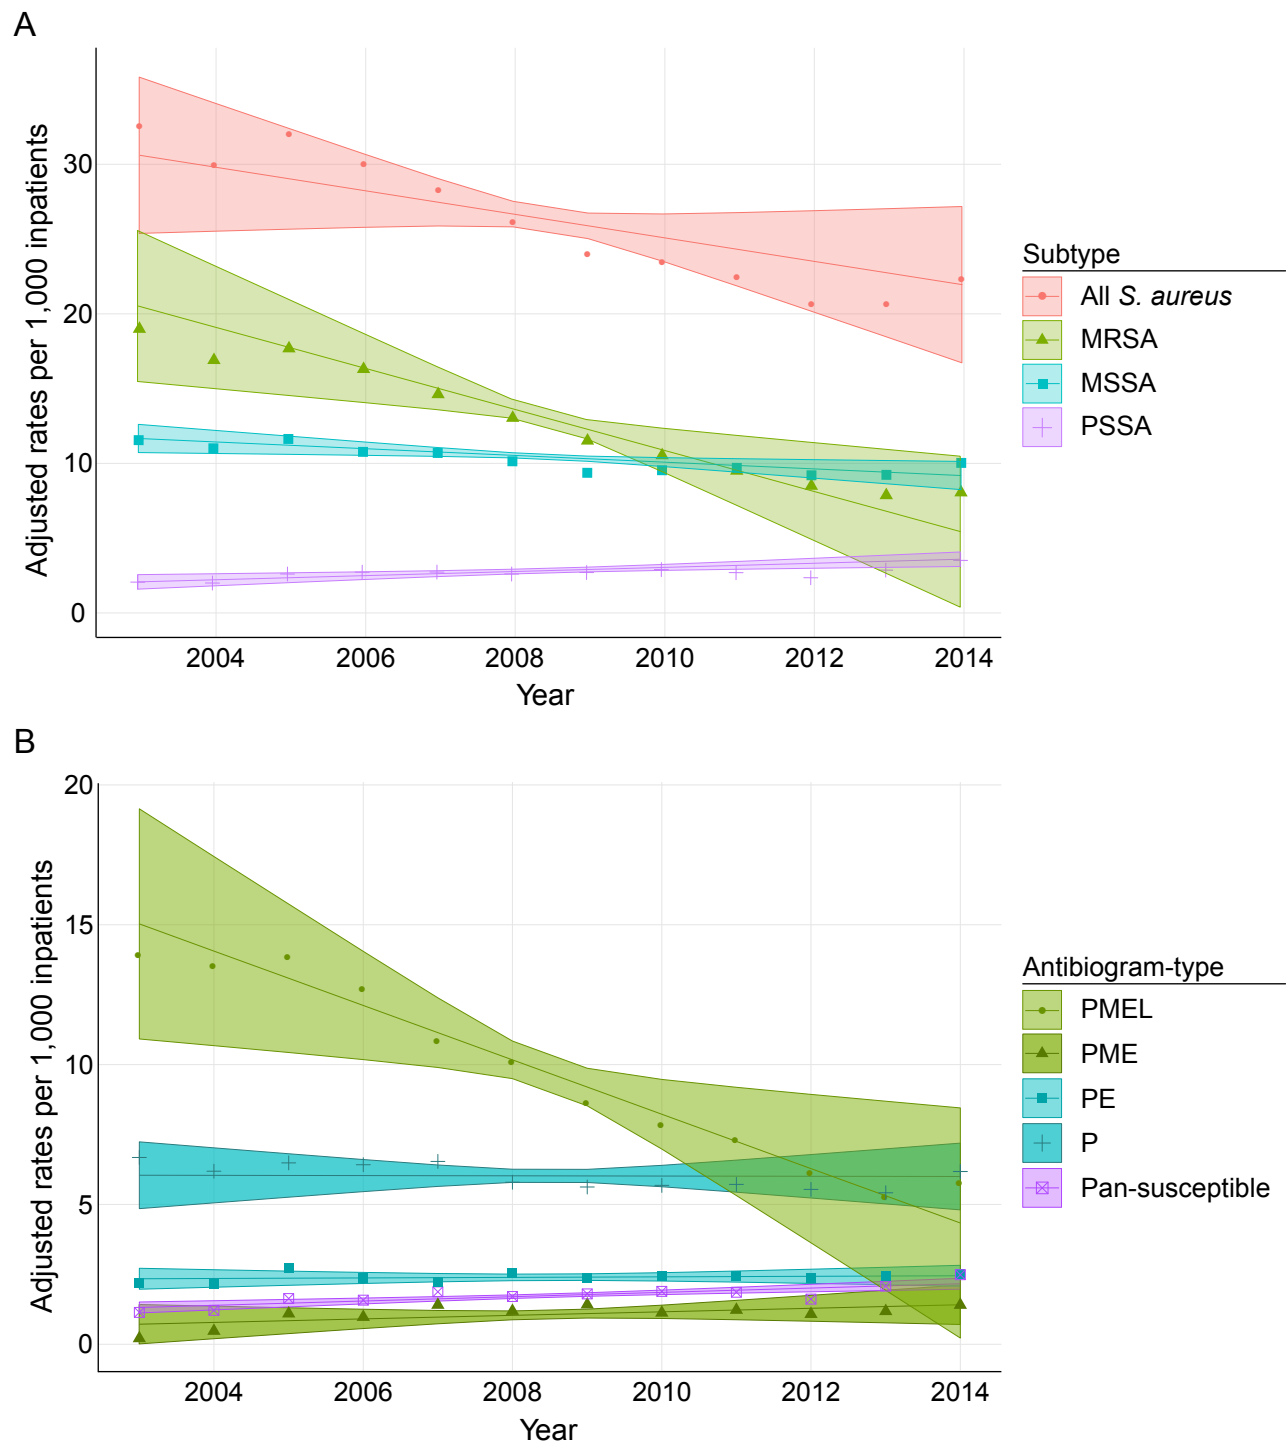 A
Adjusted rates per 1,000 inpatients
30
20
10
0
2004 2006 2008 2010 2012 2014
Year
Subtype
All S. aureus
MRSA
MSSA
PSSA
B
Adjusted rates per 1,000 inpatients
20
15
10
5
0
2004 2006 2008 2010 2012 2014
Year
Antibiogram-type
PMEL
PME
PE
P
Pan-susceptible